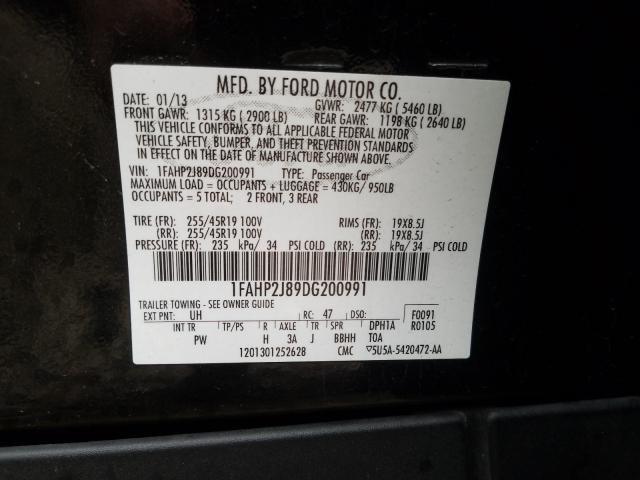 MFD. BY FORD MOTOR CO.
DATE: 01/13 GVWR: 2477 KG ( 5460 LB)
FRONT GAWR: 1315 KG ( 2900 LB) REAR GAWR: 1198 KG ( 2640 LB)
THIS VEHICLE CONFORMS TO ALL APPLICABLE FEDERAL MOTOR
VEHICLE SAFETY, BUMPER, AND THEFT PREVENTION STANDARDS
IN EFFECT ON THE DATE OF MANUFACTURE SHOWN ABOVE.
VIN: 1FAHP2J89DG200991 TYPE: Passenger Car
MAXIMUM LOAD = OCCUPANTS + LUGGAGE = 430KG/ 950LB
OCCUPANTS = 5 TOTAL; 2 FRONT, 3 REAR
TIRE (FR): 255/45R19 100V RIMS (FR): 19X8.5J
(RR): 255/45R19 100V (RR): 19X8.5J
PRESSURE (FR): 235 kPa/ 34 PSI COLD (RR): 235 kPa/ 34 PSI COLD
1FAHP2J89DG200991
TRAILER TOWING - SEE OWNER GUIDE
EXT PNT: UH RC: 47 DSO: F0091
INT TR TP/PS R AXLE TR SPR DPH1A R0105
PW H 3A J BBHH TOA
1201301252628 CMC ▽5U5A-5420472-AA